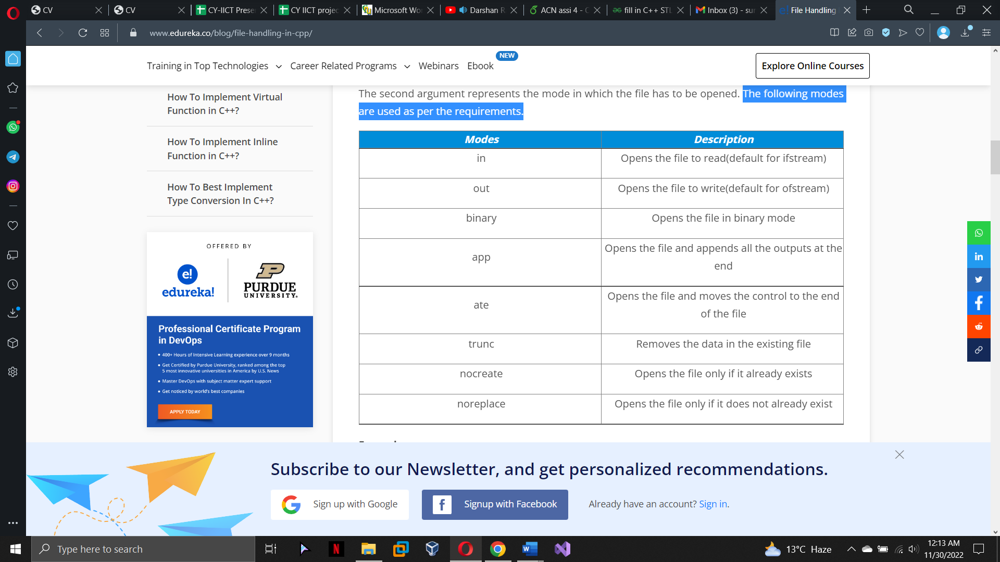 CV
CV
CY-IICT Prese
CY IICT projec
Microsoft Wor
Darshan R
ACN assi 4 - C
fill in C++ STL
Inbox (3) - sur
File Handling
www.edureka.co/blog/file-handling-in-cpp/
NEW
Training in Top Technologies
Career Related Programs
Webinars
Ebook
Explore Online Courses
How To Implement Virtual
Function in C++?
How To Implement Inline
Function in C++?
How To Best Implement
Type Conversion In C++?
OFFERED BY
e!
edureka!
P
PURDUE
UNIVERSITY.
Professional Certificate Program
in DevOps
• 400+ Hours of Intensive Learning experience over 9 months
• Get Certified by Purdue University, ranked among the top
5 most innovative universities in America by U.S. News
• Master DevOps with subject matter expert support
• Get noticed by world's best companies
APPLY TODAY
The second argument represents the mode in which the file has to be opened. The following modes
are used as per the requirements.
Modes Description
in Opens the file to read(default for ifstream)
out Opens the file to write(default for ofstream)
binary Opens the file in binary mode
app Opens the file and appends all the outputs at the
end
ate Opens the file and moves the control to the end
of the file
trunc Removes the data in the existing file
nocreate Opens the file only if it already exists
noreplace Opens the file only if it does not already exist
Subscribe to our Newsletter, and get personalized recommendations.
Sign up with Google
Signup with Facebook
Already have an account? Sign in.
Type here to search
13°C Haze
12:13 AM
11/30/2022